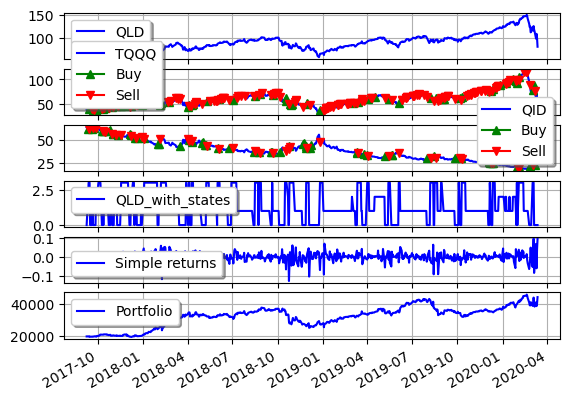 150
100
QLD
TQQQ
Buy
Sell
100
50
QID
Buy
Sell
50
25
2.5
0.0
QLD_with_states
0.1
0.0
−0.1
Simple returns
40000
20000
Portfolio
2017-10
2018-01
2018-04
2018-07
2018-10
2019-01
2019-04
2019-07
2019-10
2020-01
2020-04